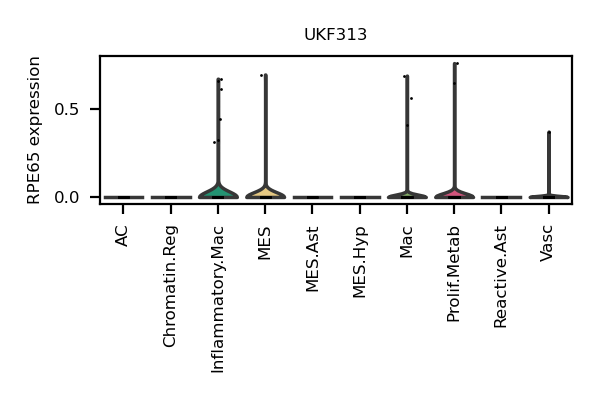 UKF313
RPE65 expression
0.5
0.0
AC
Chromatin.Reg
Inflammatory.Mac
MES
MES.Ast
MES.Hyp
Mac
Prolif.Metab
Reactive.Ast
Vasc